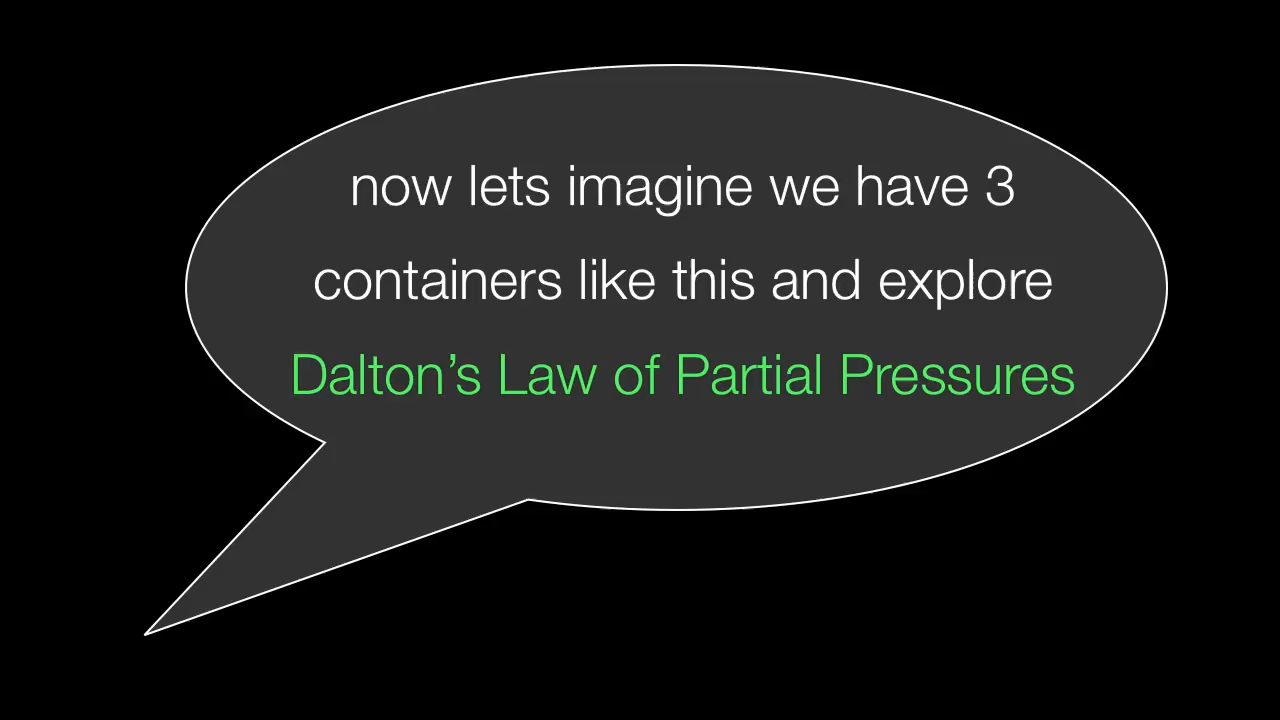 now lets imagine we have 3
containers like this and explore
Dalton’s Law of Partial Pressures